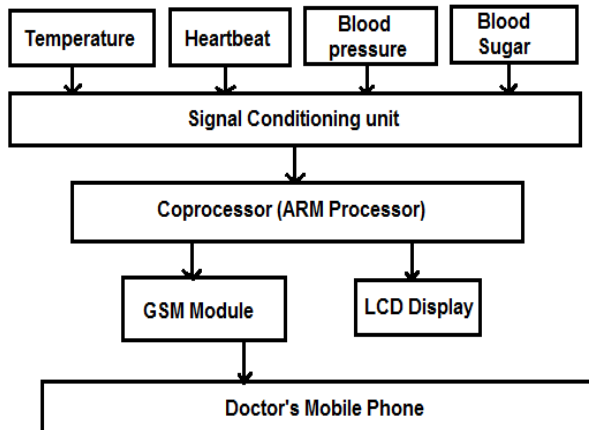 Temperature
Heartbeat
Blood
pressure
Blood
Sugar
Signal Conditioning unit
Coprocessor (ARM Processor)
GSM Module
LCD Display
Doctor's Mobile Phone